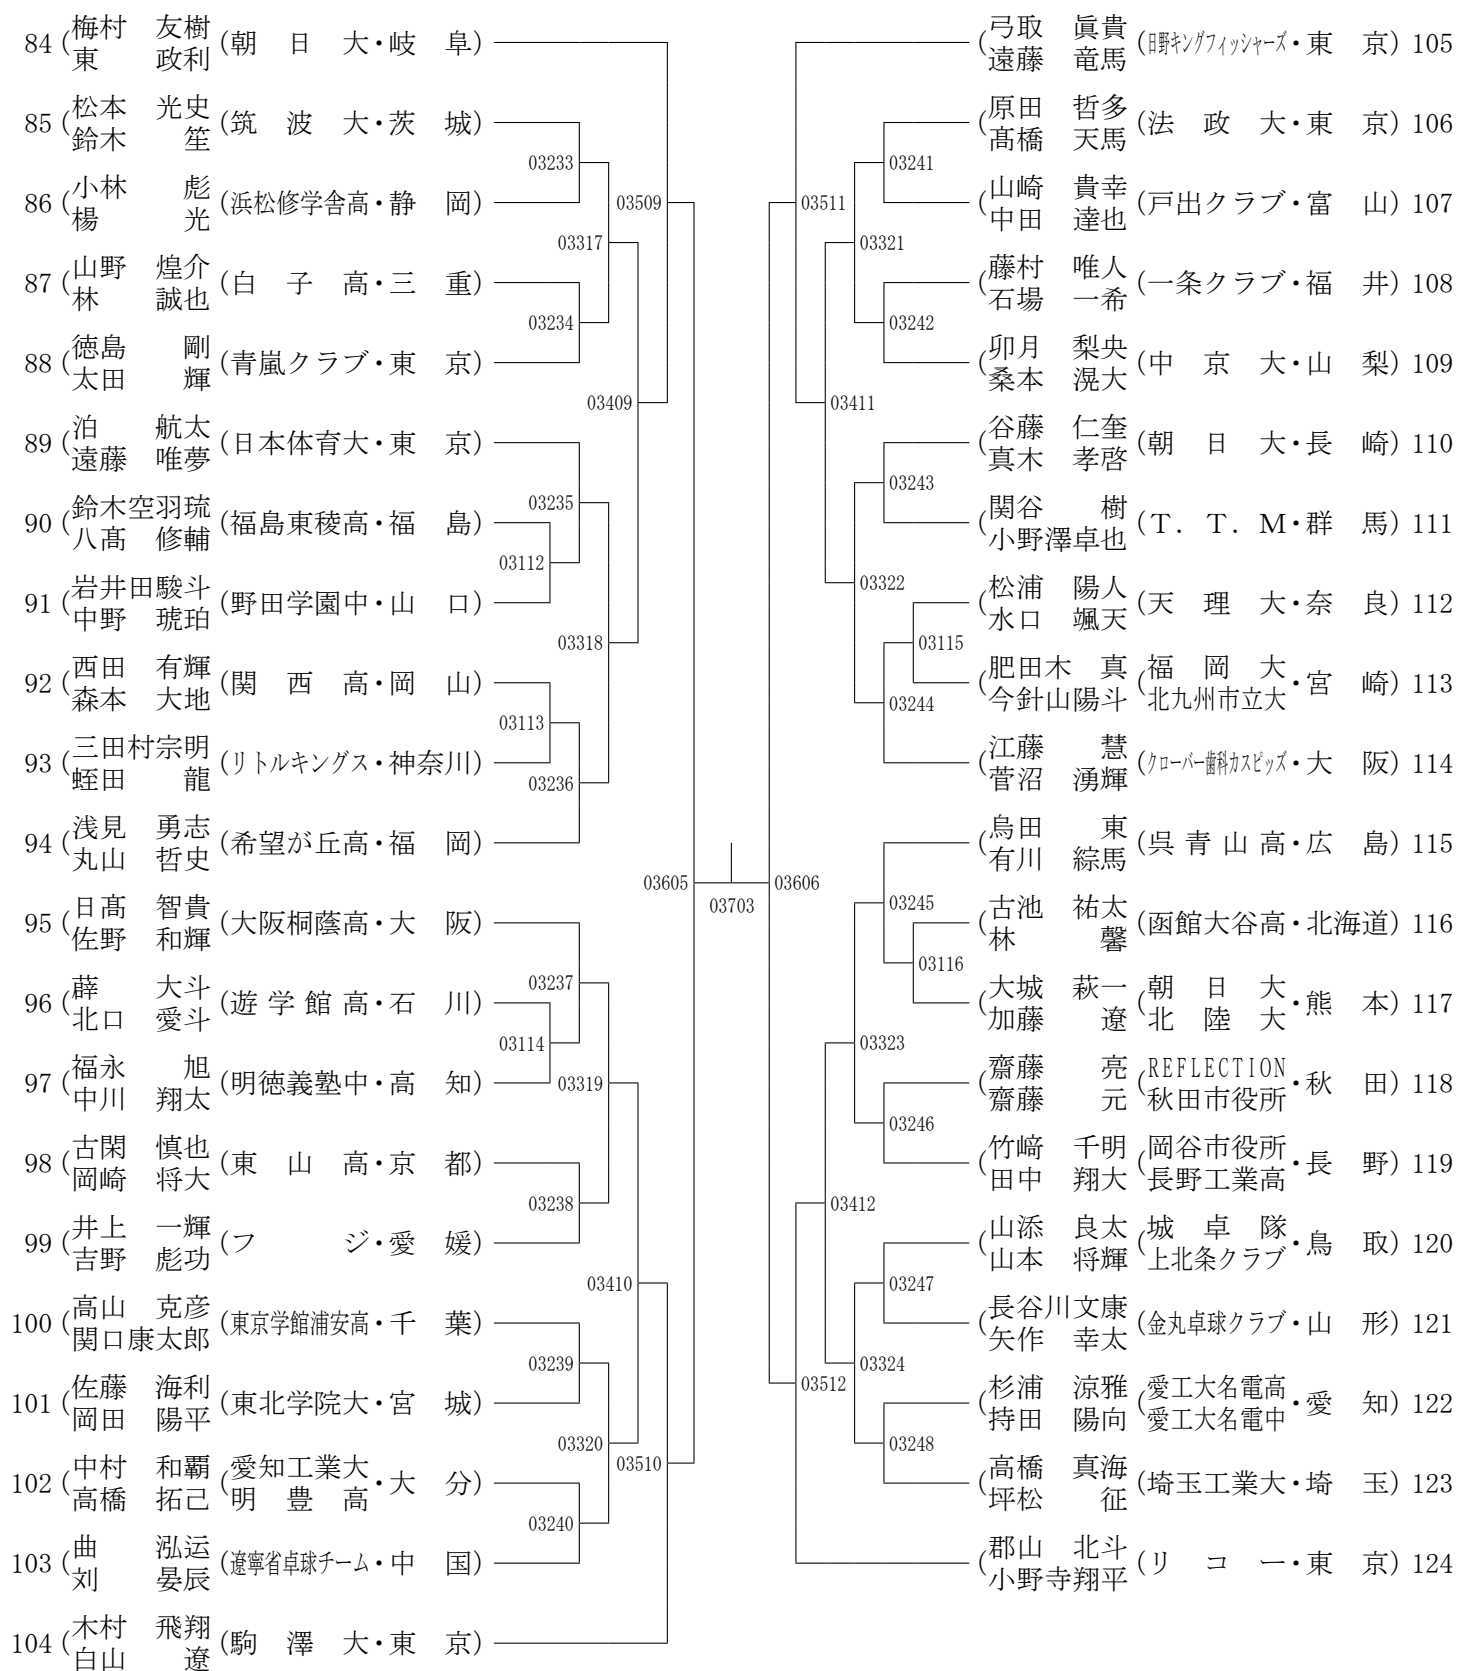 84 (梅村 友樹 東 政利 (朝日大・岐阜)
85 (松本 光史 鈴木 笙 (筑波大・茨城)
86 (小林 彪 楊 光 (浜松修学舎高・静岡)
87 (山野 煌介 林 誠也 (白子高・三重)
88 (徳島 剛 太田 輝 (青嵐クラブ・東京)
89 (泊 航太 遠藤 唯夢 (日本体育大・東京)
90 (鈴木空羽琉 八髙 修輔 (福島東稜高・福島)
91 (岩井田駿斗 中野 琥珀 (野田学園中・山口)
92 (西田 有輝 森本 大地 (関西高・岡山)
93 (三田村宗明 蛭田 龍 (リトルキングス・神奈川)
94 (浅見 勇志 丸山 哲史 (希望が丘高・福岡)
95 (日髙 智貴 佐野 和輝 (大阪桐蔭高・大阪)
96 (薜 大斗 北口 愛斗 (遊学館高・石川)
97 (福永 旭 中川 翔太 (明徳義塾中・高知)
98 (古閑 慎也 岡崎 将大 (東山高・京都)
99 (井上 一輝 吉野 彪功 (フジ・愛媛)
100 (高山 克彦 関口康太郎 (東京学館浦安高・千葉)
101 (佐藤 海利 岡田 陽平 (東北学院大・宮城)
102 (中村 和覇 高橋 拓己 (愛知工業大 明豊高・大分)
103 (曲 泓运 刘 晏辰 (遼寧省卓球チーム・中国)
104 (木村 飛翔 白山 遼 (駒澤大・東京)
03233
03234
03112
03235
03113
03236
03237
03114
03238
03239
03240
03317
03318
03319
03320
03409
03410
03509
03510
03605
03703
03606
03511
03512
03411
03412
03321
03322
03323
03324
03241
03242
03243
03115
03244
03245
03116
03246
03247
03248
(弓取 眞貴 遠藤 竜馬 (日野キングフィッシャーズ・東京) 105
(原田 哲多 髙橋 天馬 (法政大・東京) 106
(山崎 貴幸 中田 達也 (戸出クラブ・富山) 107
(藤村 唯人 石場 一希 (一条クラブ・福井) 108
(卯月 梨央 桑本 滉大 (中京大・山梨) 109
(谷藤 仁奎 真木 孝啓 (朝日大・長崎) 110
(関谷 樹 小野澤卓也 (T.T.M・群馬) 111
(松浦 陽人 水口 颯天 (天理大・奈良) 112
(肥田木 真 今針山陽斗 (福岡大 北九州市立大・宮崎) 113
(江藤 慧 菅沼 湧輝 (クローバー歯科カスピッズ・大阪) 114
(烏田 東 有川 綜馬 (呉青山高・広島) 115
(古池 祐太 林 馨 (函館大谷高・北海道) 116
(大城 萩一 加藤 遼 (朝日大 北陸大・熊本) 117
(齋藤 亮 齋藤 元 (REFLECTION 秋田市役所・秋田) 118
(竹﨑 千明 田中 翔大 (岡谷市役所 長野工業高・長野) 119
(山添 良太 山本 将輝 (城卓隊 上北条クラブ・鳥取) 120
(長谷川文康 矢作 幸太 (金丸卓球クラブ・山形) 121
(杉浦 涼雅 持田 陽向 (愛工大名電高 愛工大名電中・愛知) 122
(高橋 真海 坪松 征 (埼玉工業大・埼玉) 123
(郡山 北斗 小野寺翔平 (リコー・東京) 124